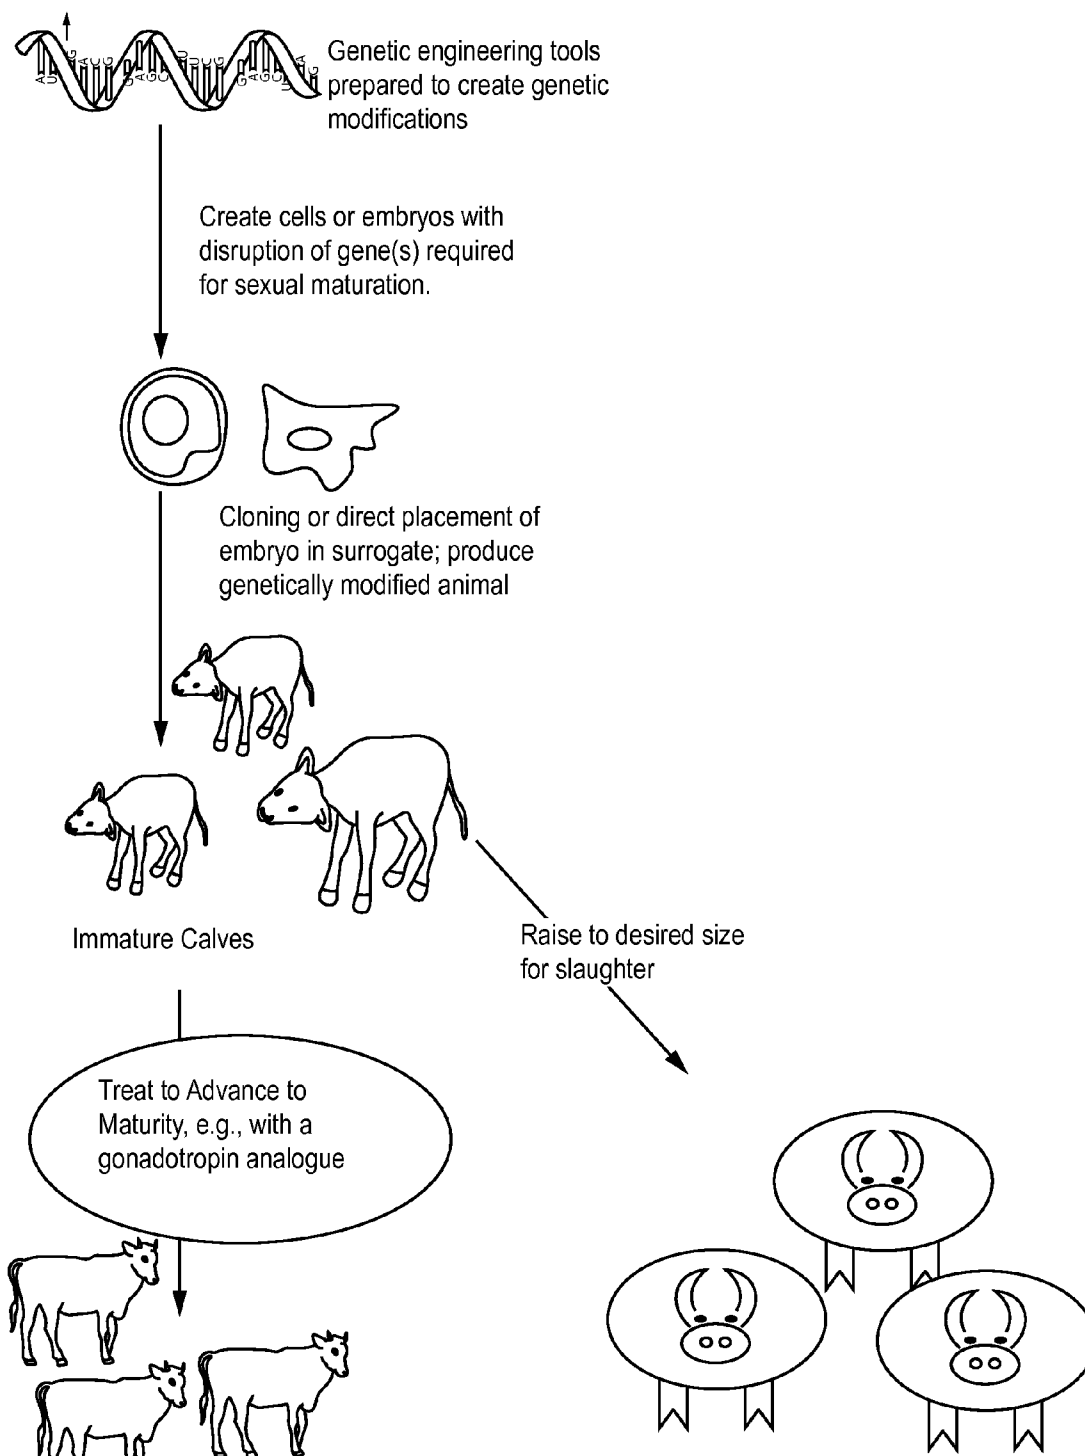 Genetic engineering tools
prepared to create genetic
modifications
Create cells or embryos with
disruption of gene(s) required
for sexual maturation.
Cloning or direct placement of
embryo in surrogate; produce
genetically modified animal
Immature Calves
Raise to desired size
for slaughter
Treat to Advance to
Maturity, e.g., with a
gonadotropin analogue